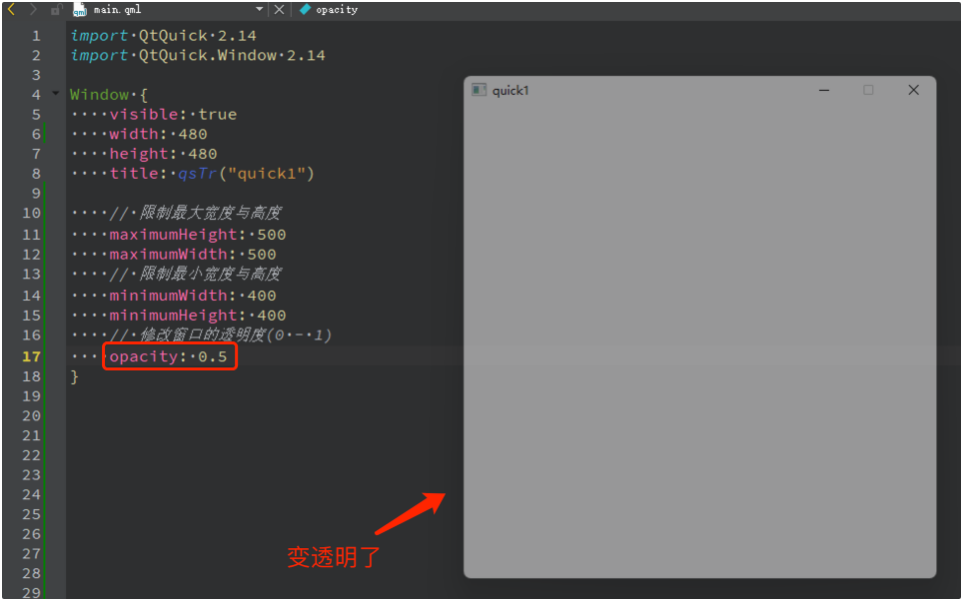 main.qml
opacity
1 import QtQuick 2.14
2 import QtQuick.Window 2.14
3
4 Window {
5 visible: true
6 width: 480
7 height: 480
8 title: qsTr("quick1")
9
10 // 限制最大宽度与高度
11 maximumHeight: 500
12 maximumWidth: 500
13 // 限制最小宽度与高度
14 minimumWidth: 400
15 minimumHeight: 400
16 // 修改窗口的透明度(0 - 1)
17 opacity: 0.5
18 }
19
20
21
22
23
24
25
26
27
28
29
quick1
变透明了